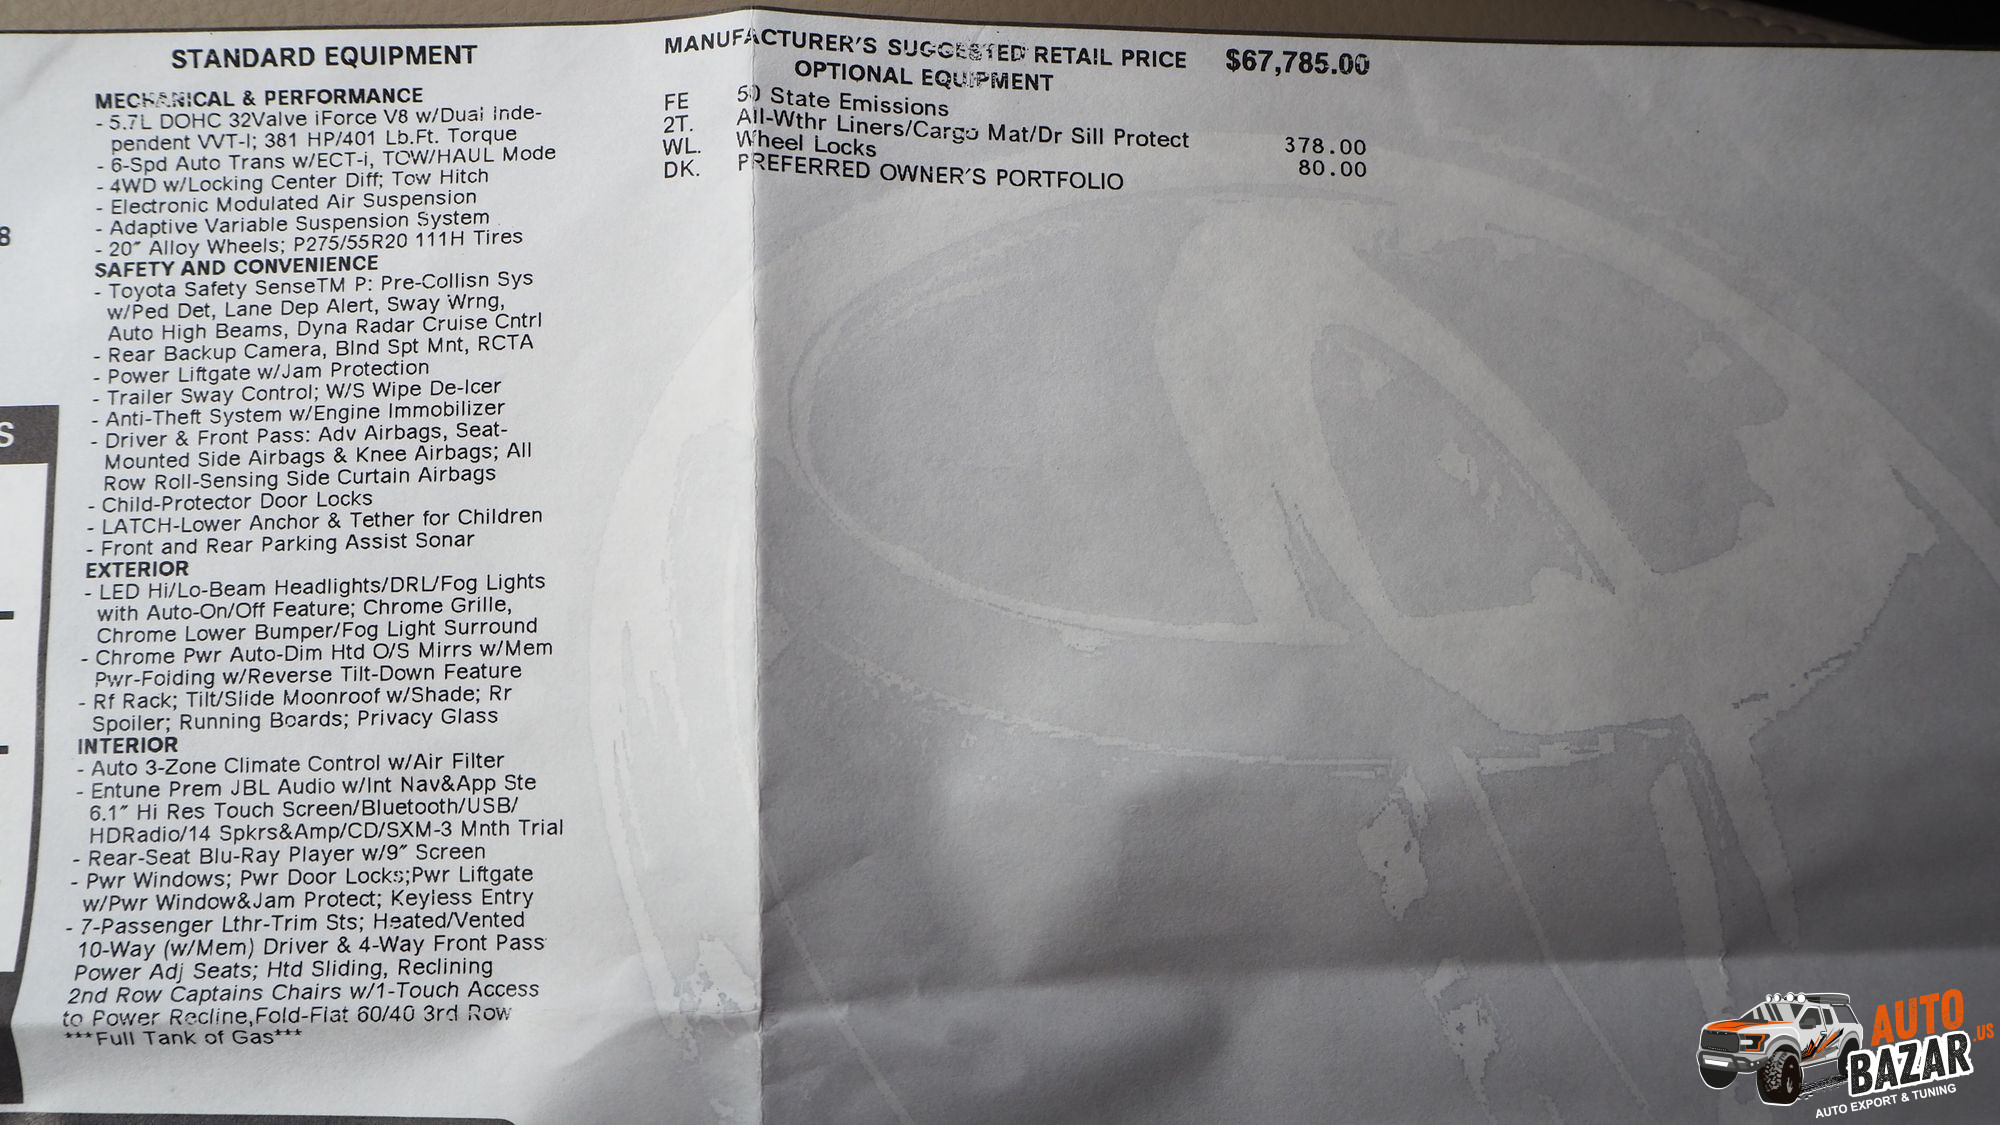 STANDARD EQUIPMENT
MECHANICAL & PERFORMANCE
- 5.7L DOHC 32Valve iForce V8 w/Dual Inde-
pendent VVT-I; 381 HP/401 Lb.Ft. Torque
- 6-Spd Auto Trans w/ECT-i, TOW/HAUL Mode
- 4WD w/Locking Center Diff; Tow Hitch
- Electronic Modulated Air Suspension
- Adaptive Variable Suspension System
- 20" Alloy Wheels; P275/55R20 111H Tires
SAFETY AND CONVENIENCE
- Toyota Safety SenseTM P: Pre-Collisn Sys
w/Ped Det, Lane Dep Alert, Sway Wrng,
Auto High Beams, Dyna Radar Cruise Cntrl
- Rear Backup Camera, Blnd Spt Mnt, RCTA
- Power Liftgate w/Jam Protection
- Trailer Sway Control; W/S Wipe De-Icer
- Anti-Theft System w/Engine Immobilizer
- Driver & Front Pass: Adv Airbags, Seat-
Mounted Side Airbags & Knee Airbags; All
Row Roll-Sensing Side Curtain Airbags
- Child-Protector Door Locks
- LATCH-Lower Anchor & Tether for Children
- Front and Rear Parking Assist Sonar
EXTERIOR
- LED Hi/Lo-Beam Headlights/DRL/Fog Lights
with Auto-On/Off Feature; Chrome Grille,
Chrome Lower Bumper/Fog Light Surround
- Chrome Pwr Auto-Dim Htd O/S Mirrs w/Mem
Pwr-Folding w/Reverse Tilt-Down Feature
- Rf Rack; Tilt/Slide Moonroof w/Shade; Rr
Spoiler; Running Boards; Privacy Glass
INTERIOR
- Auto 3-Zone Climate Control w/Air Filter
- Entune Prem JBL Audio w/Int Nav&App Ste
6.1" Hi Res Touch Screen/Bluetooth/USB/
HDRadio/14 Spkrs&Amp/CD/SXM-3 Mnth Trial
- Rear-Seat Blu-Ray Player w/9" Screen
- Pwr Windows; Pwr Door Locks;Pwr Liftgate
w/Pwr Window&Jam Protect; Keyless Entry
- 7-Passenger Lthr-Trim Sts; Heated/Vented
10-Way (w/Mem) Driver & 4-Way Front Pass
Power Adj Seats; Htd Sliding, Reclining
2nd Row Captains Chairs w/1-Touch Access
to Power Recline,Fold-Flat 60/40 3rd Row
***Full Tank of Gas***
MANUFACTURER'S SUGGESTED RETAIL PRICE $67,785.00
OPTIONAL EQUIPMENT
FE 50 State Emissions
2T. All-Wthr Liners/Cargo Mat/Dr Sill Protect 378.00
WL. Wheel Locks 80.00
DK. PREFERRED OWNER'S PORTFOLIO
8
S
AUTO
BAZAR.US
AUTO EXPORT & TUNING